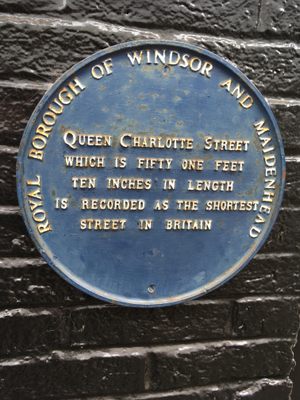 ROYAL BOROUGH OF WINDSOR AND MAIDENHEAD
QUEEN CHARLOTTE STREET
WHICH IS FIFTY ONE FEET
TEN INCHES IN LENGTH
IS RECORDED AS THE SHORTEST
STREET IN BRITAIN